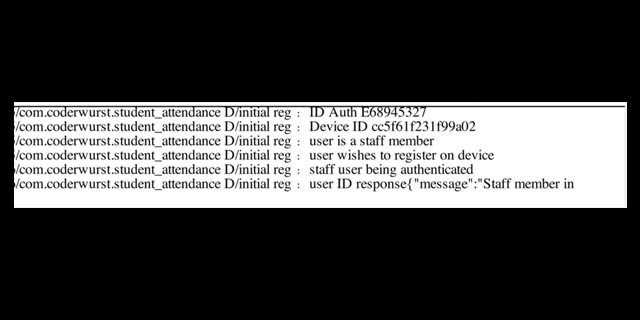 /com.coderwurst.student_attendance D/initial reg : ID Auth E68945327
/com.coderwurst.student_attendance D/initial reg : Device ID cc5f61f231f99a02
/com.coderwurst.student_attendance D/initial reg : user is a staff member
/com.coderwurst.student_attendance D/initial reg : user wishes to register on device
/com.coderwurst.student_attendance D/initial reg : staff user being authenticated
/com.coderwurst.student_attendance D/initial reg : user ID response{"message":"Staff member in